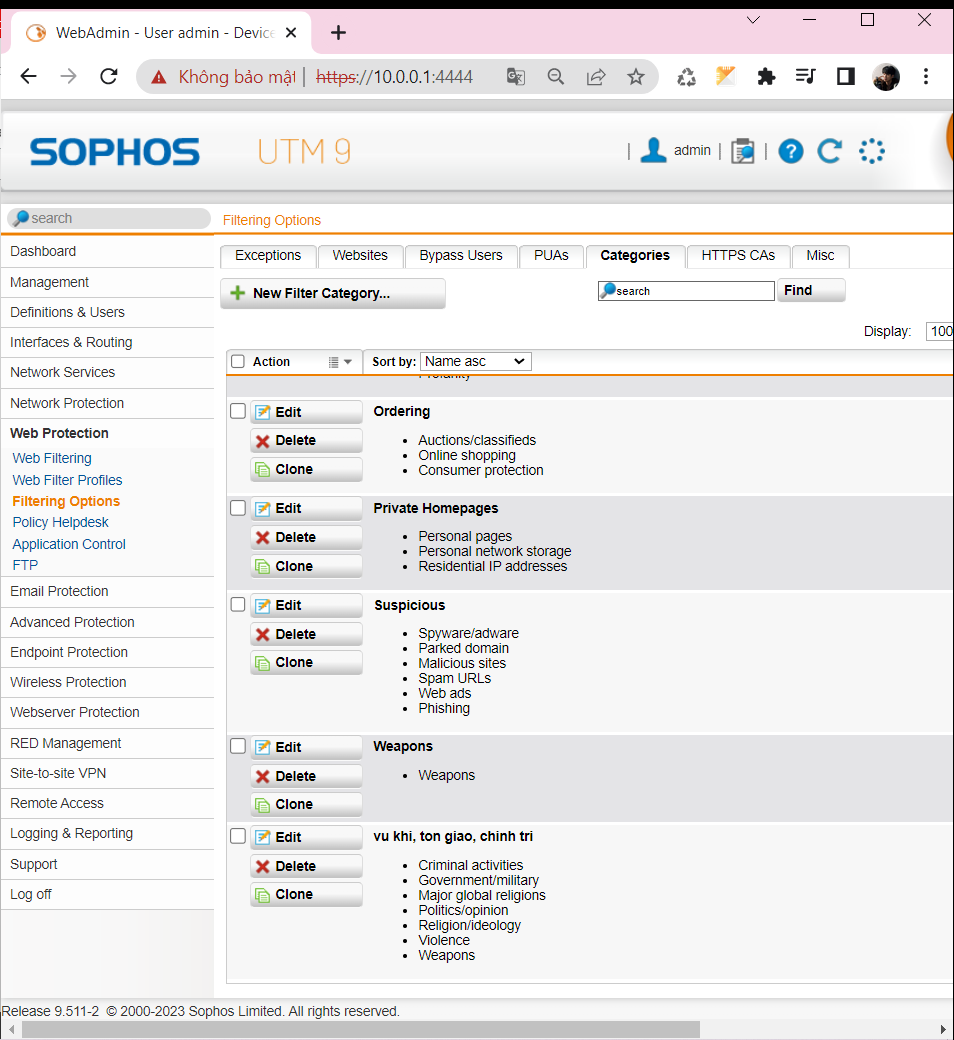 WebAdmin - User admin - Device
Không bảo mật https://10.0.0.1:4444
SOPHOS UTM 9
| admin | | ?
search
Filtering Options
Dashboard
Management
Definitions & Users
Interfaces & Routing
Network Services
Network Protection
Web Protection
Web Filtering
Web Filter Profiles
Filtering Options
Policy Helpdesk
Application Control
FTP
Email Protection
Advanced Protection
Endpoint Protection
Wireless Protection
Webserver Protection
RED Management
Site-to-site VPN
Remote Access
Logging & Reporting
Support
Log off
Exceptions Websites Bypass Users PUAs Categories HTTPS CAs Misc
New Filter Category... search Find
Display: 100
Action Sort by: Name asc
Profanity
Edit Ordering
Delete
Clone
Auctions/classifieds
Online shopping
Consumer protection
Edit Private Homepages
Delete
Clone
Personal pages
Personal network storage
Residential IP addresses
Edit Suspicious
Delete
Clone
Spyware/adware
Parked domain
Malicious sites
Spam URLs
Web ads
Phishing
Edit Weapons
Delete
Clone
Weapons
Edit vu khi, ton giao, chinh tri
Delete
Clone
Criminal activities
Government/military
Major global religions
Politics/opinion
Religion/ideology
Violence
Weapons
Release 9.511-2 © 2000-2023 Sophos Limited. All rights reserved.